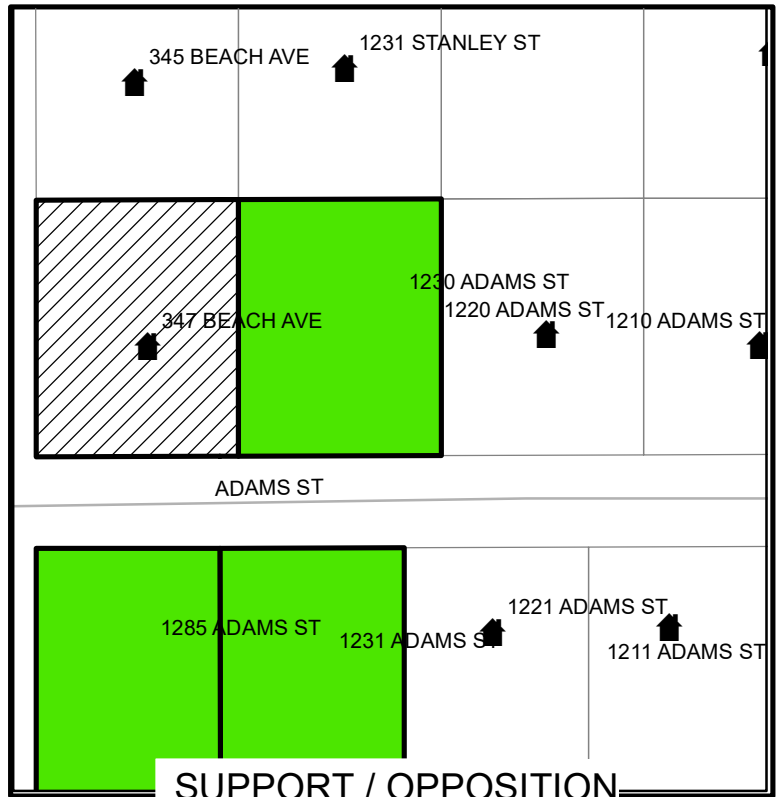 1231 STANLEY ST
345 BEACH AVE
1230 ADAMS ST
1220 ADAMS ST
1210 ADAMS ST
347 BEACH AVE
ADAMS ST
1221 ADAMS ST
1285 ADAMS ST
1231 ADAMS ST
1211 ADAMS ST
SUPPORT / OPPOSITION